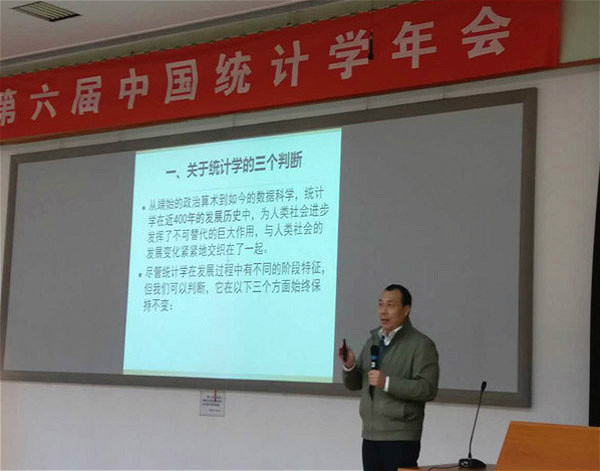 第六届中国统计学年会
一、关于统计学的三个判断
从端始的政治算术到如今的数据科学，统计
学在近400年的发展历史中，为人类社会进步
发挥了不可替代的巨大作用，与人类社会的
发展变化紧紧地交织在了一起。
尽管统计学在发展过程中有不同的阶段特征，
但我们可以判断，它在以下三个方面始终保
持不变：